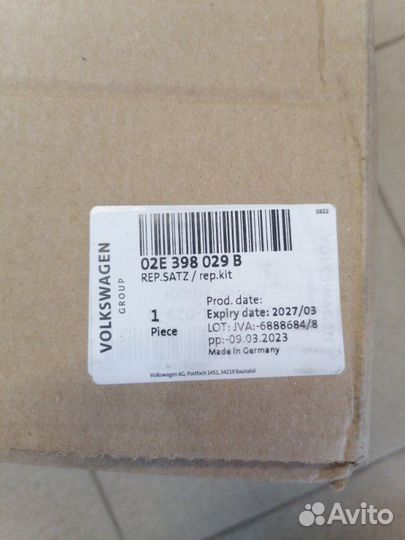 3822
02E 398 029 B
REP.SATZ / rep.kit
VOLKSWAGEN
GROUP
1
Piece
Prod. date:
Expiry date: 2027/03
LOT: JVA:-6888684/8
pp:-09.03.2023
Made in Germany
Volkswagen AG, Postfach 1451, 34219 Baunatal
Avito